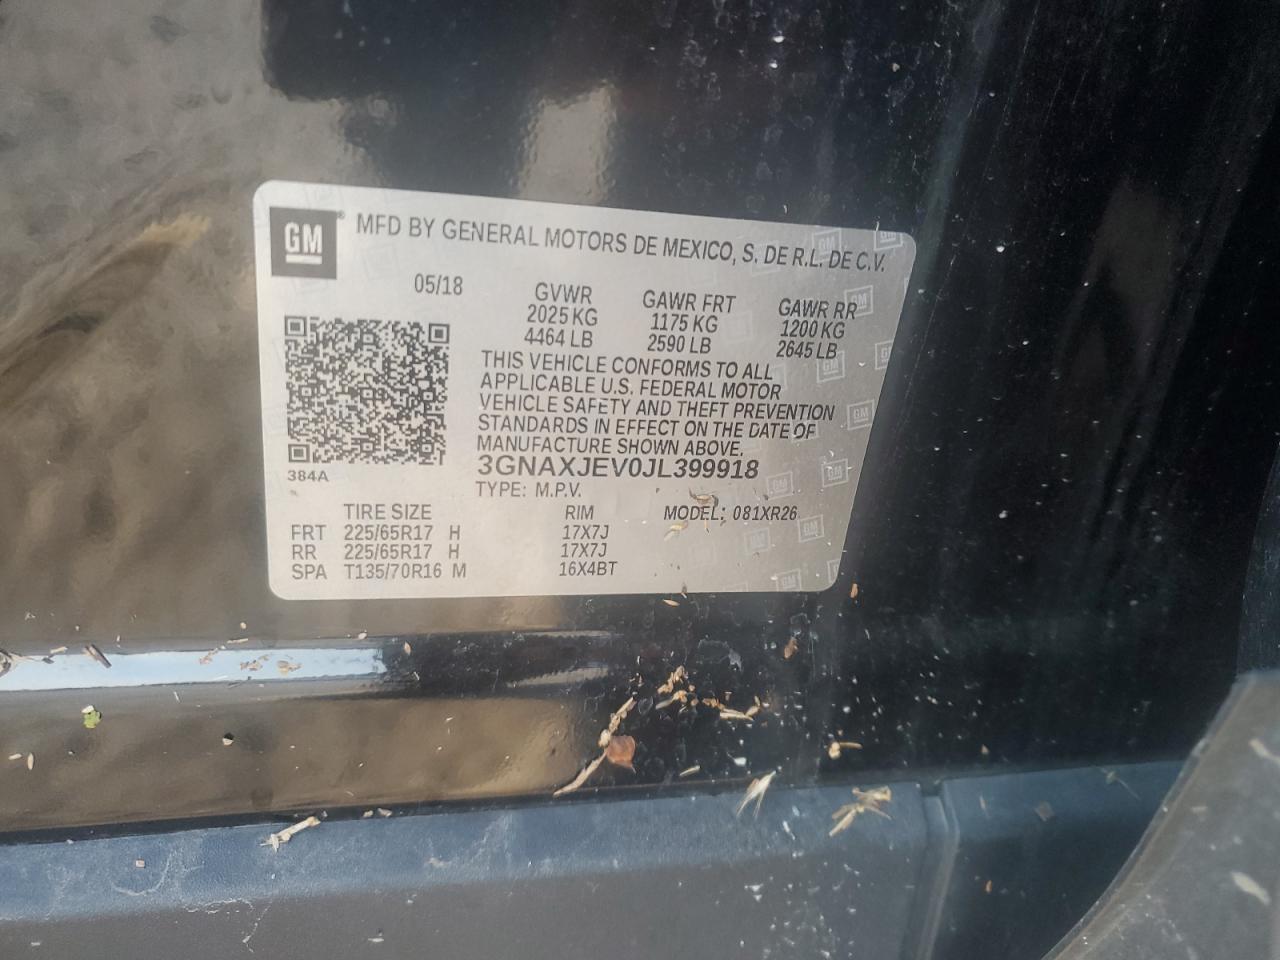 GM® MFD BY GENERAL MOTORS DE MEXICO, S. DE R.L. DE C.V.
05/18 GVWR GAWR FRT GAWR RR
2025 KG 1175 KG 1200 KG
4464 LB 2590 LB 2645 LB
THIS VEHICLE CONFORMS TO ALL
APPLICABLE U.S. FEDERAL MOTOR
VEHICLE SAFETY AND THEFT PREVENTION
STANDARDS IN EFFECT ON THE DATE OF
MANUFACTURE SHOWN ABOVE.
3GNAXJEV0JL399918
384A
TYPE: M.P.V.
TIRE SIZE RIM MODEL: 081XR26
FRT 225/65R17 H 17X7J
RR 225/65R17 H 17X7J
SPA T135/70R16 M 16X4BT